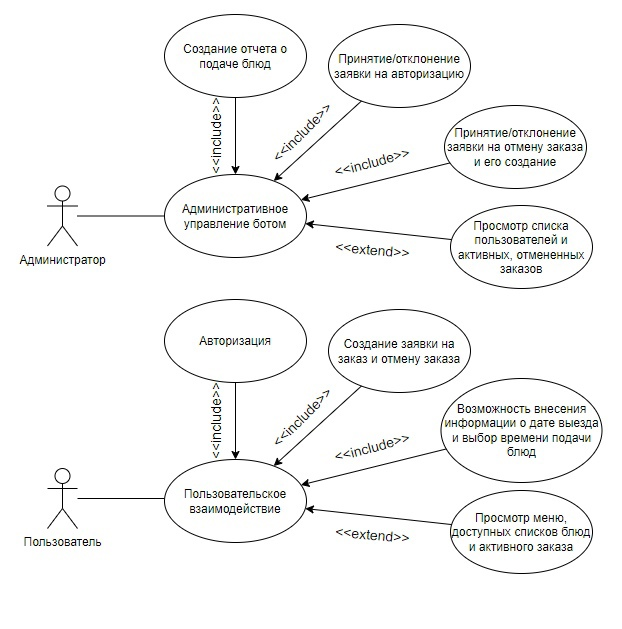 Создание отчета о
подаче блюд
Принятие/отклонение
заявки на авторизацию
<<include>>
<<include>>
Принятие/отклонение
заявки на отмену заказа
и его создание
<<include>>
Административное
управление ботом
Просмотр списка
пользователей и
активных, отмененных
заказов
<<extend>>
Администратор
Авторизация
Создание заявки на
заказ и отмену заказа
<<include>>
<<include>>
Возможность внесения
информации о дате выезда
и выбор времени подачи
блюд
<<include>>
Пользовательское
взаимодействие
Просмотр меню,
доступных списков блюд
и активного заказа
<<extend>>
Пользователь